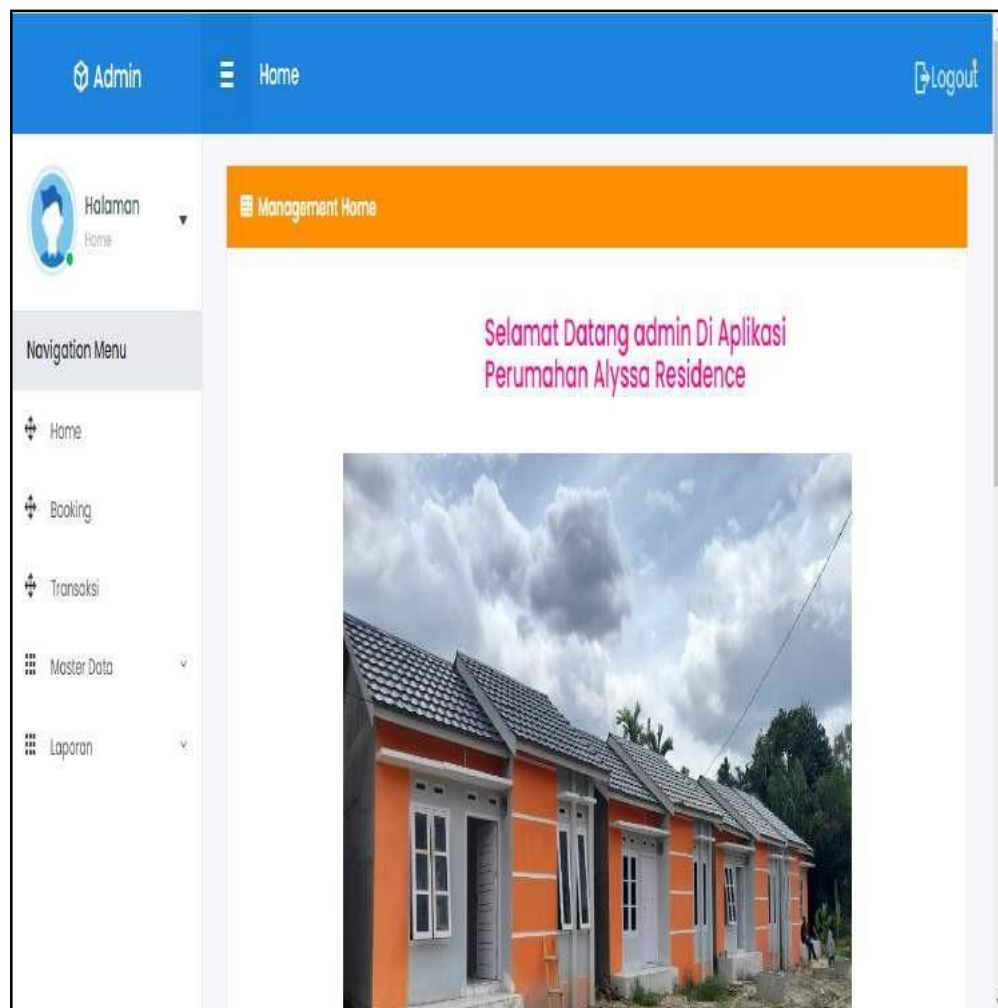 Admin
Home
Logout
Halaman
Home
Management Home
Selamat Datang admin Di Aplikasi
Perumahan Alyssa Residence
Navigation Menu
Home
Booking
Transaksi
Master Data
Laporan